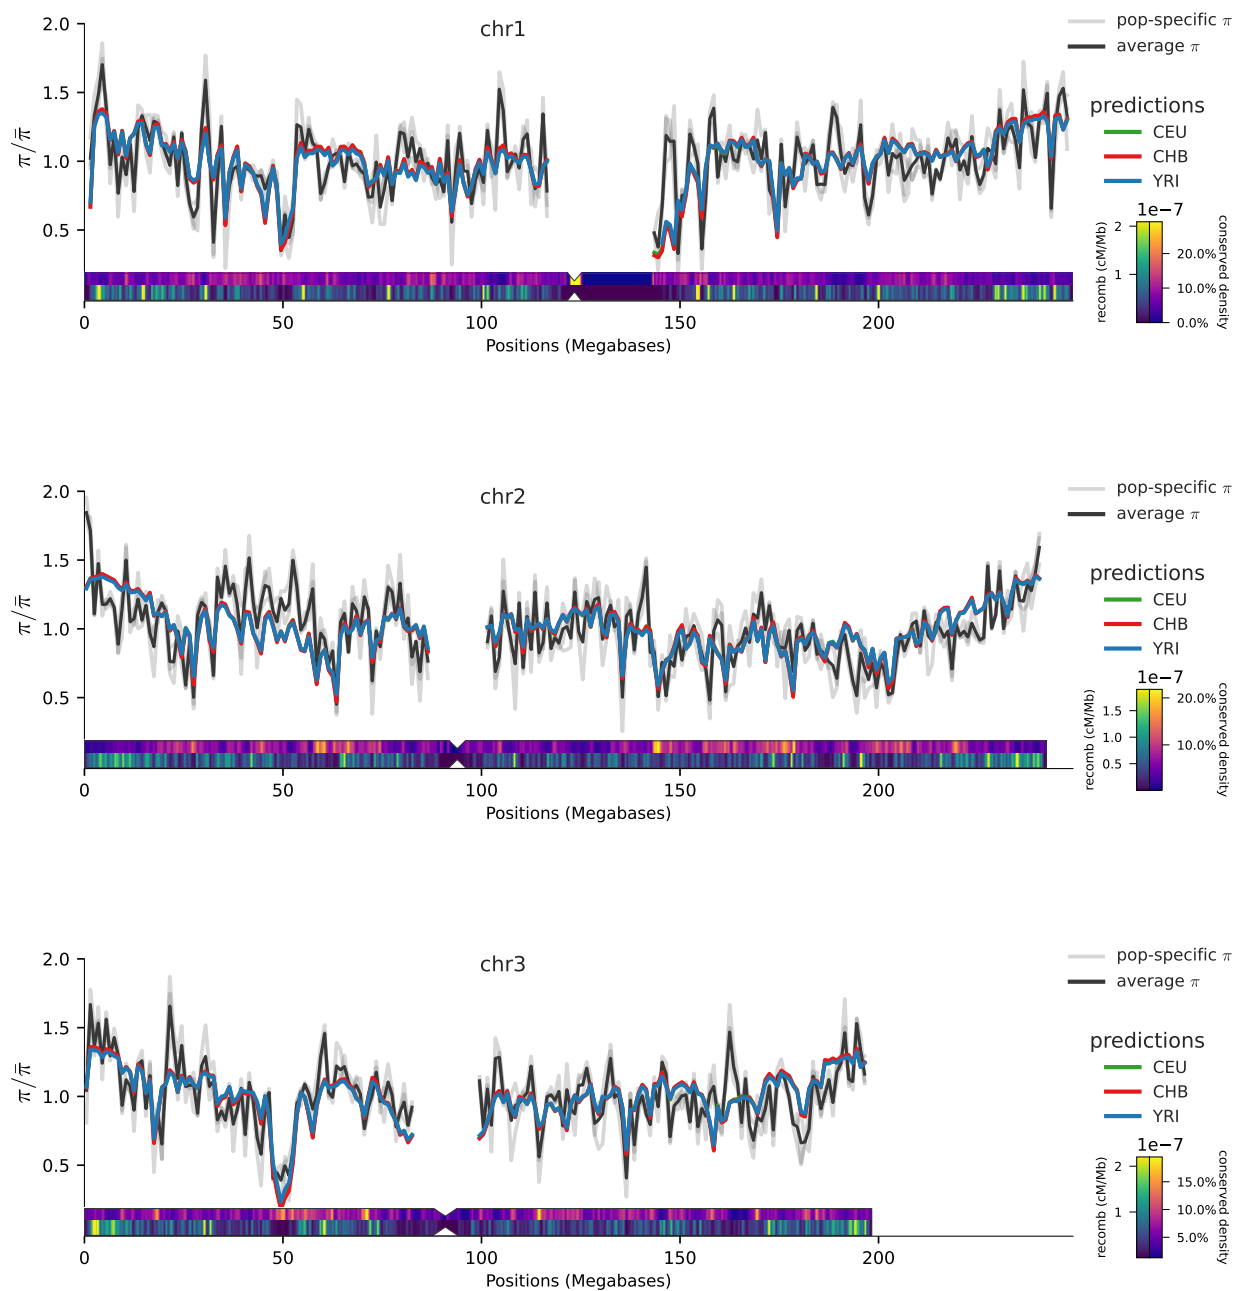 chr1
2.0
1.5
1.0
0.5
π/π̄
0
50
100
150
200
Positions (Megabases)
pop-specific π
average π
predictions
CEU
CHB
YRI
1e−7
recomb (cM/Mb)
2
1
20.0%
10.0%
0.0%
conserved density
chr2
2.0
1.5
1.0
0.5
π/π̄
0
50
100
150
200
Positions (Megabases)
pop-specific π
average π
predictions
CEU
CHB
YRI
1e−7
recomb (cM/Mb)
1.5
1.0
0.5
20.0%
10.0%
conserved density
chr3
2.0
1.5
1.0
0.5
π/π̄
0
50
100
150
200
Positions (Megabases)
pop-specific π
average π
predictions
CEU
CHB
YRI
1e−7
recomb (cM/Mb)
2
1
15.0%
10.0%
5.0%
conserved density